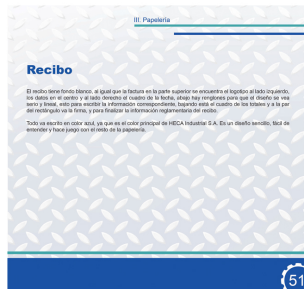 III. Papelería
Recibo
El recibo tiene fondo blanco, al igual que la factura en la parte superior se encuentra el logotipo al lado izquierdo,
los datos en el centro y al lado derecho el cuadro de la fecha, abajo hay renglones para que el diseño se vea
serio y lineal, esto para escribir la información correspondiente, bajando está el cuadro de los totales y a la par
del rectángulo va la firma, y para finalizar la información reglamentaria del recibo.
Todo va escrito en color azul, ya que es el color principal de HECA Industrial S.A. Es un diseño sencillo, fácil de
entender y hace juego con el resto de la papelería.
51